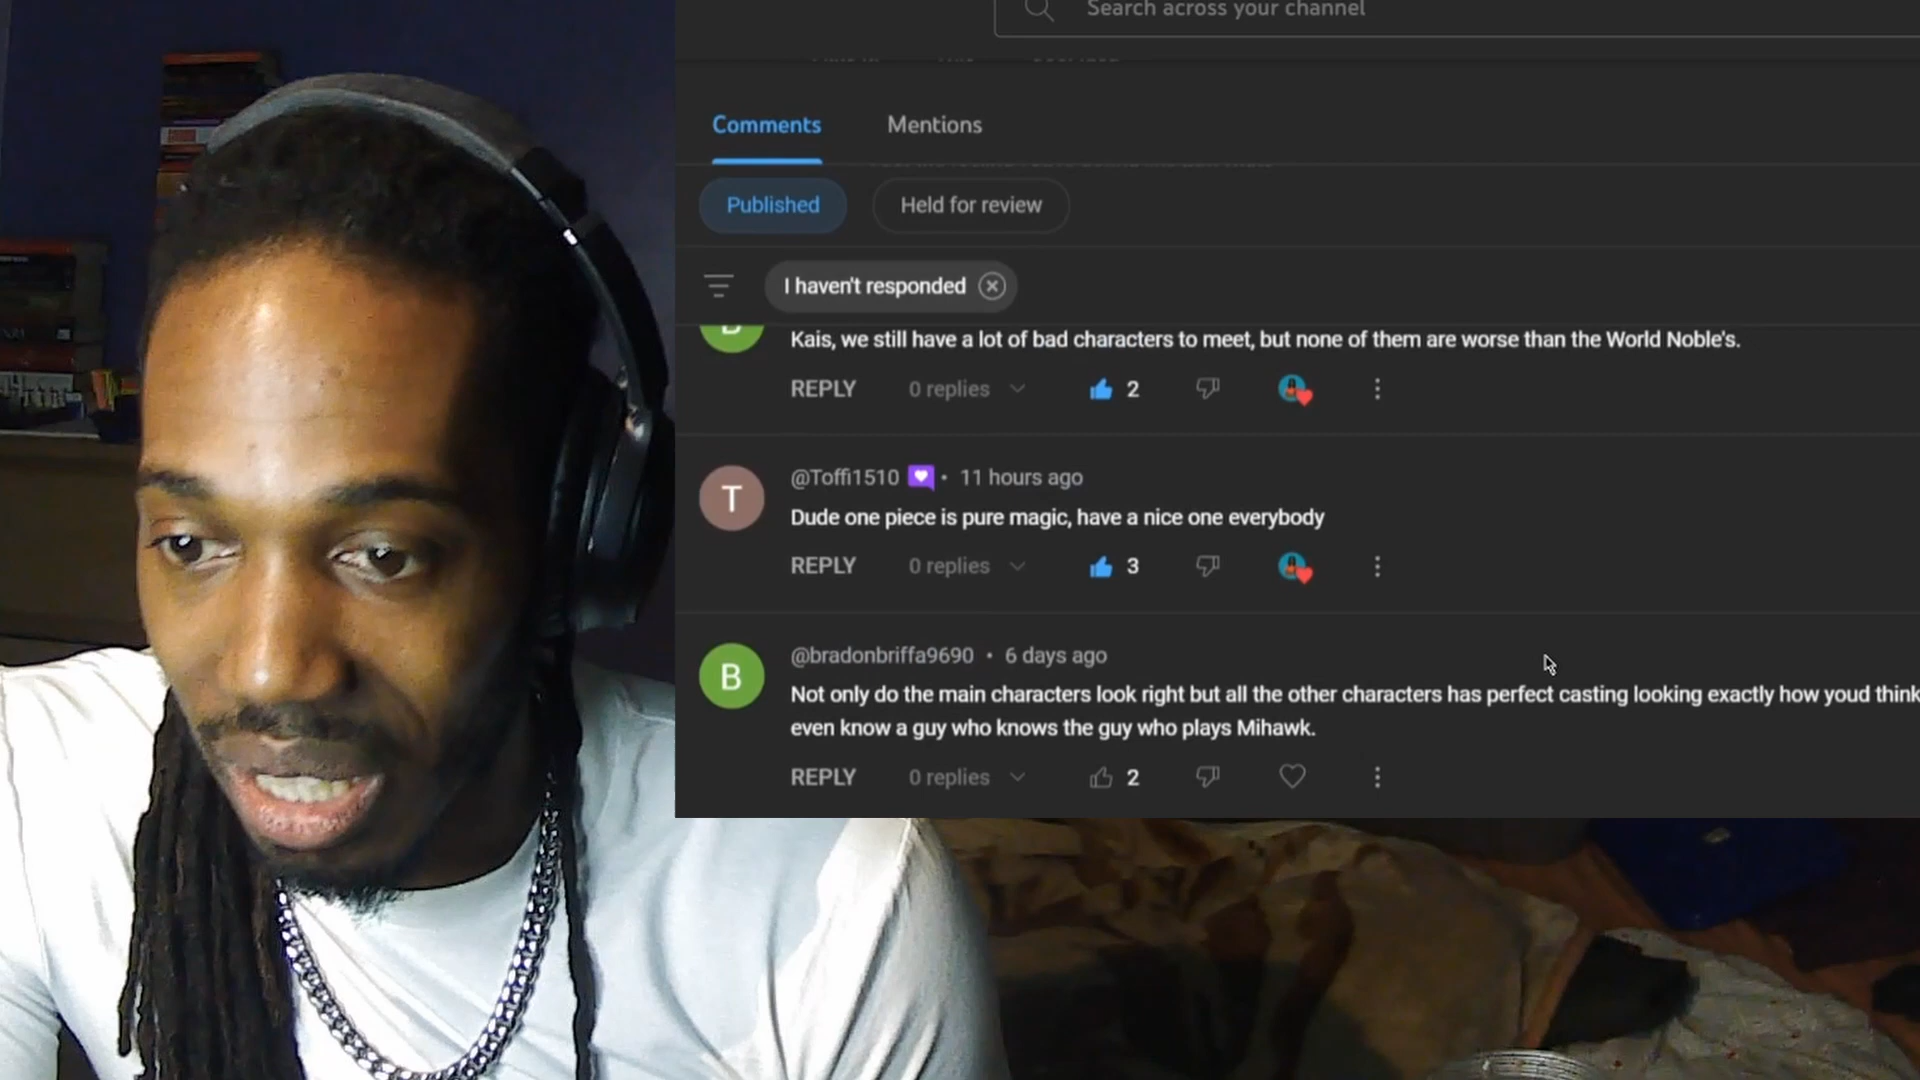 Search across your channel
Comments
Mentions
Published
Held for review
I haven't responded
Kais, we still have a lot of bad characters to meet, but none of them are worse than the World Noble's.
REPLY 0 replies 2
T
@Toffi1510 • 11 hours ago
Dude one piece is pure magic, have a nice one everybody
REPLY 0 replies 3
B
@bradonbriffa9690 • 6 days ago
Not only do the main characters look right but all the other characters has perfect casting looking exactly how youd think
even know a guy who knows the guy who plays Mihawk.
REPLY 0 replies 2